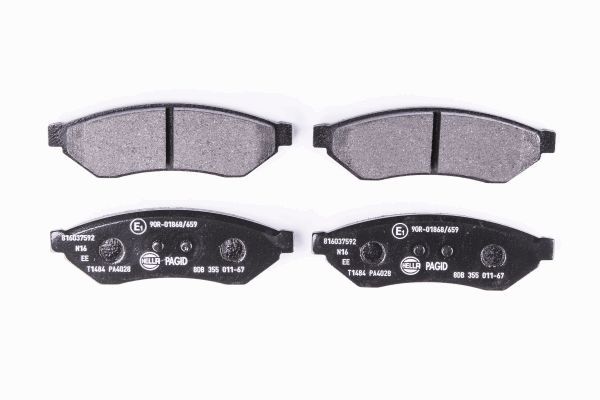 816037592 E1 90R-01868/659
N16
EE HELLA PAGID
T1484 PA4028 8DB 355 011-67
816037592 E1 90R-01868/659
N16
EE HELLA PAGID
T1484 PA4028 8DB 355 011-67